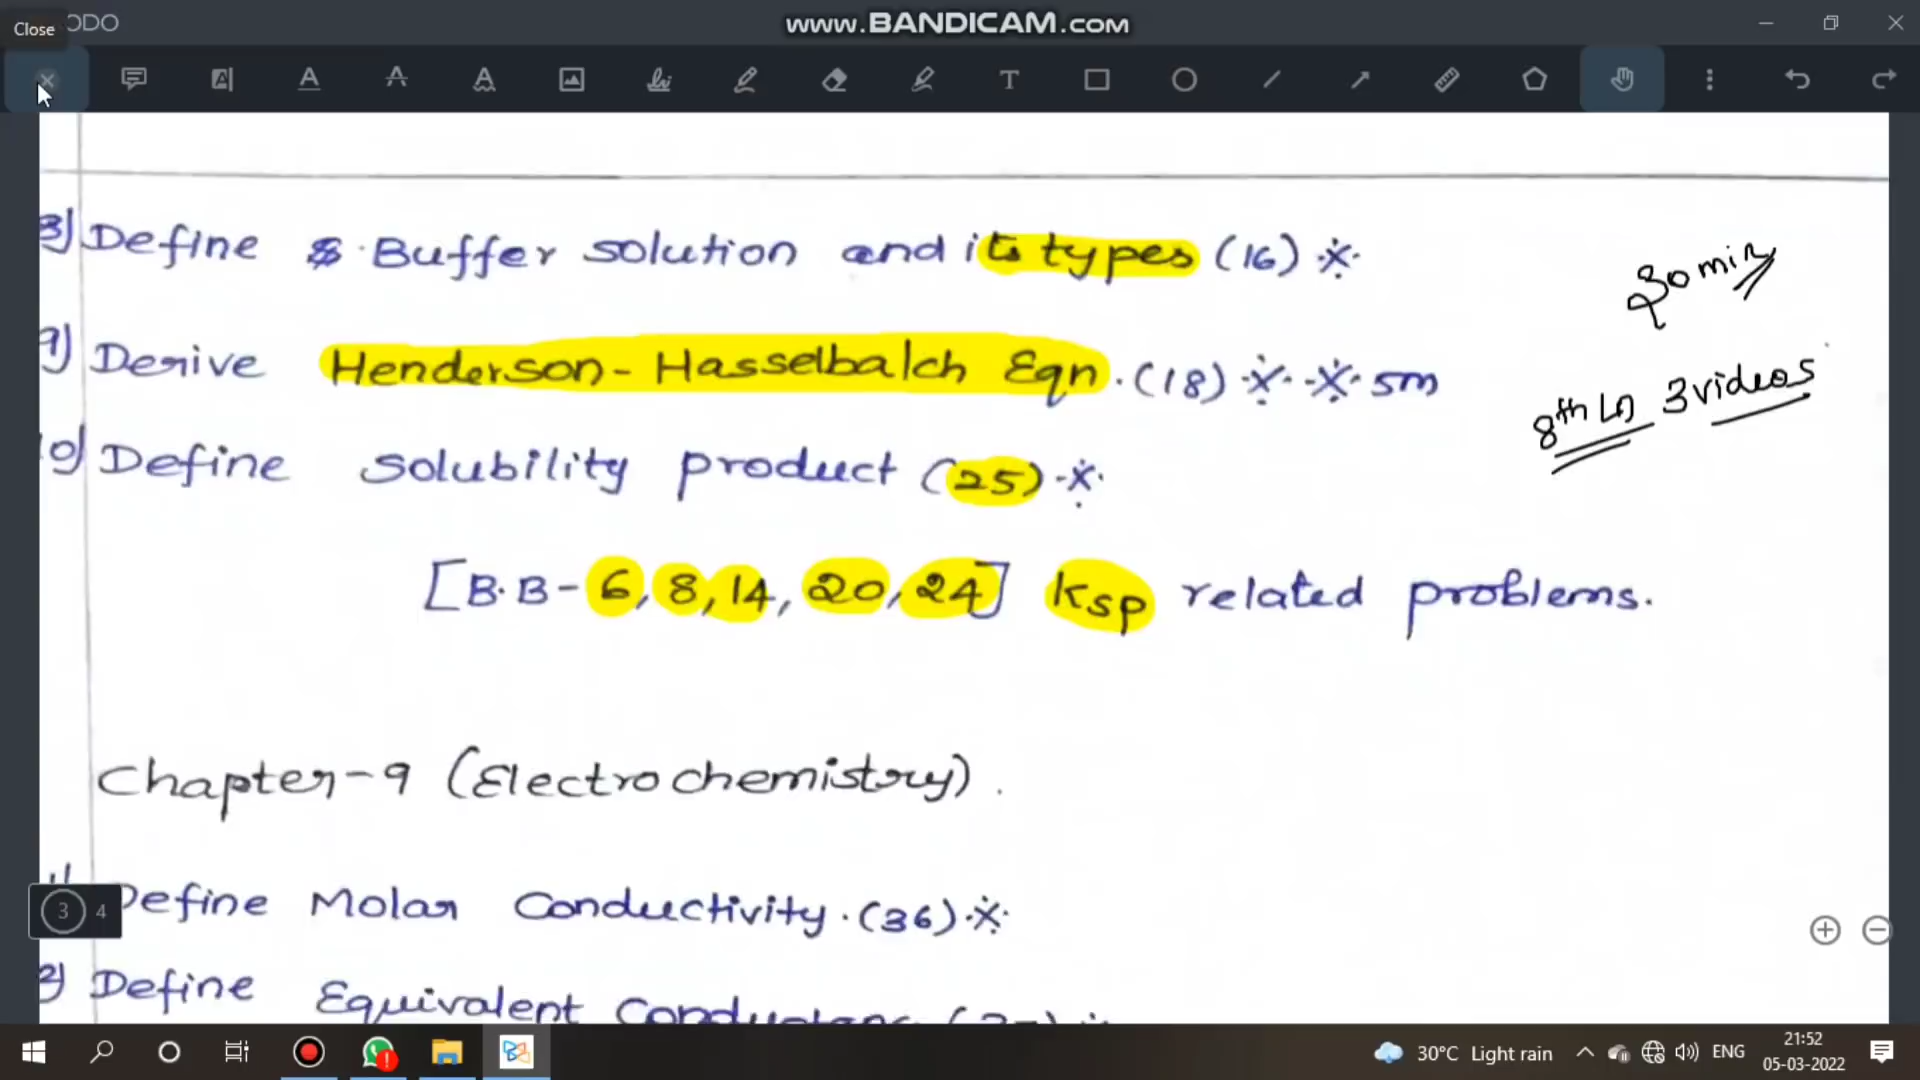 Close
ODO
www.BANDICAM.com
8) Define Buffer solution and its types (16) ※
30 min
9) Derive Henderson-Hasselbalch Eqn. (18) ※ ※ 5m
8th 3 videos
10) Define solubility product (25) ※
[B.B-6, 8, 14, 20, 24] ksp related problems.
Chapter-9 (Electrochemistry).
1) Define Molar Conductivity. (36) ※
3 4
2) Define Equivalent
30°C Light rain
ENG
21:52
05-03-2022